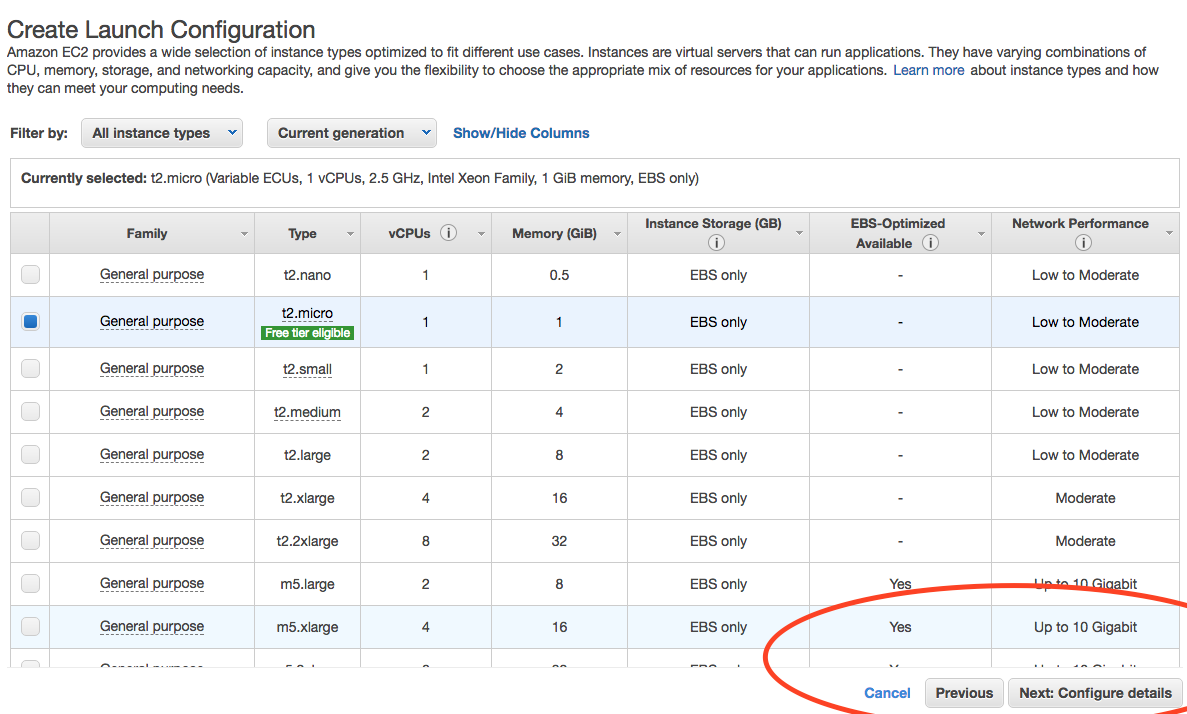 Create Launch Configuration
Amazon EC2 provides a wide selection of instance types optimized to fit different use cases. Instances are virtual servers that can run applications. They have varying combinations of
CPU, memory, storage, and networking capacity, and give you the flexibility to choose the appropriate mix of resources for your applications. Learn more about instance types and how
they can meet your computing needs.
Filter by: All instance types Current generation Show/Hide Columns
Currently selected: t2.micro (Variable ECUs, 1 vCPUs, 2.5 GHz, Intel Xeon Family, 1 GiB memory, EBS only)
Family Type vCPUs i Memory (GiB) Instance Storage (GB) i EBS-Optimized Available i Network Performance i
General purpose t2.nano 1 0.5 EBS only - Low to Moderate
General purpose t2.micro Free tier eligible 1 1 EBS only - Low to Moderate
General purpose t2.small 1 2 EBS only - Low to Moderate
General purpose t2.medium 2 4 EBS only - Low to Moderate
General purpose t2.large 2 8 EBS only - Low to Moderate
General purpose t2.xlarge 4 16 EBS only - Moderate
General purpose t2.2xlarge 8 32 EBS only - Moderate
General purpose m5.large 2 8 EBS only Yes Up to 10 Gigabit
General purpose m5.xlarge 4 16 EBS only Yes Up to 10 Gigabit
Cancel Previous Next: Configure details